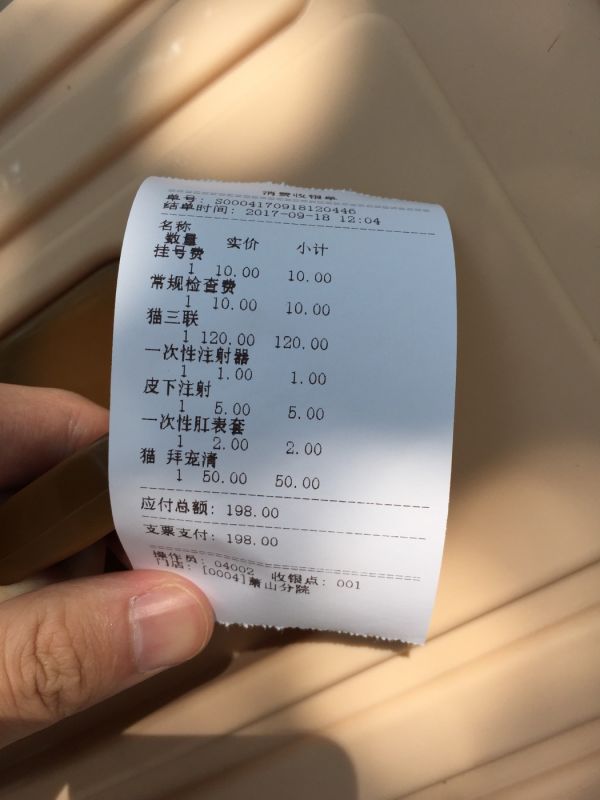 消费收银单
单号: S0004170918120446
结单时间: 2017-09-18 12:04
名称
数量 实价 小计
挂号费
1 10.00 10.00
常规检查费
1 10.00 10.00
猫三联
1 120.00 120.00
一次性注射器
1 1.00 1.00
皮下注射
1 5.00 5.00
一次性肛表套
1 2.00 2.00
猫 拜宠清
1 50.00 50.00
应付总额: 198.00
支票支付: 198.00
操作员: 04002 收银点: 001
门店: [0004]萧山分院